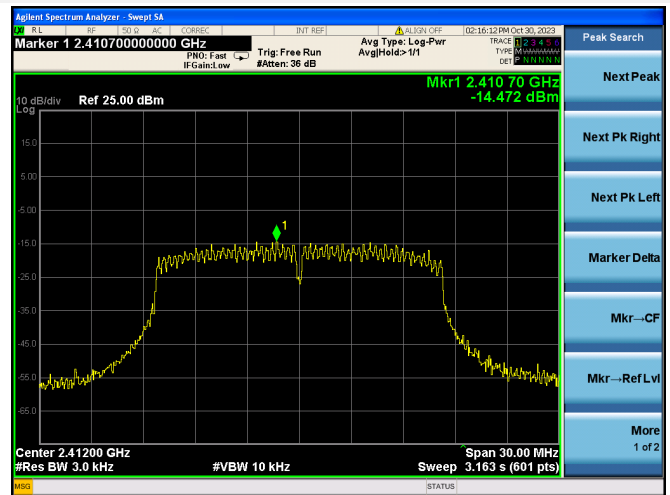 Agilent Spectrum Analyzer - Swept SA
LXI RL RF 50 Ω AC CORREC INT REF ALIGN OFF 02:16:12 PM Oct 30, 2023
Marker 1 2.410700000000 GHz
PNO: Fast
IFGain:Low
Trig: Free Run
#Atten: 36 dB
Avg Type: Log-Pwr
Avg|Hold:>1/1
TRACE 1 2 3 4 5 6
TYPE M WWWWW
DET P N N N N N
Mkr1 2.410 70 GHz
-14.472 dBm
10 dB/div Ref 25.00 dBm
Log
15.0
5.00
-5.00
1
-15.0
-25.0
-35.0
-45.0
-55.0
-65.0
Center 2.41200 GHz
Span 30.00 MHz
#Res BW 3.0 kHz
#VBW 10 kHz
Sweep 3.163 s (601 pts)
MSG
STATUS
Peak Search
Next Peak
Next Pk Right
Next Pk Left
Marker Delta
Mkr→CF
Mkr→Ref Lvl
More
1 of 2